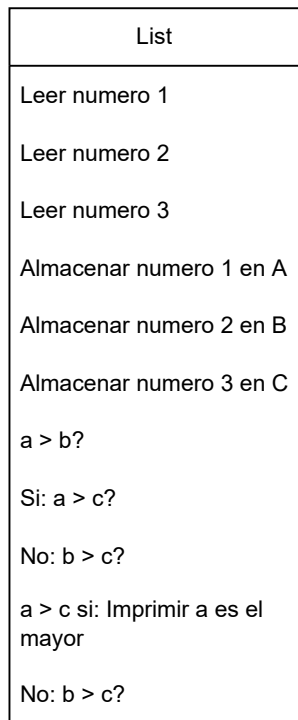 List
Leer numero 1
Leer numero 2
Leer numero 3
Almacenar numero 1 en A
Almacenar numero 2 en B
Almacenar numero 3 en C
a > b?
Si: a > c?
No: b > c?
a > c si: Imprimir a es el
mayor
No: b > c?